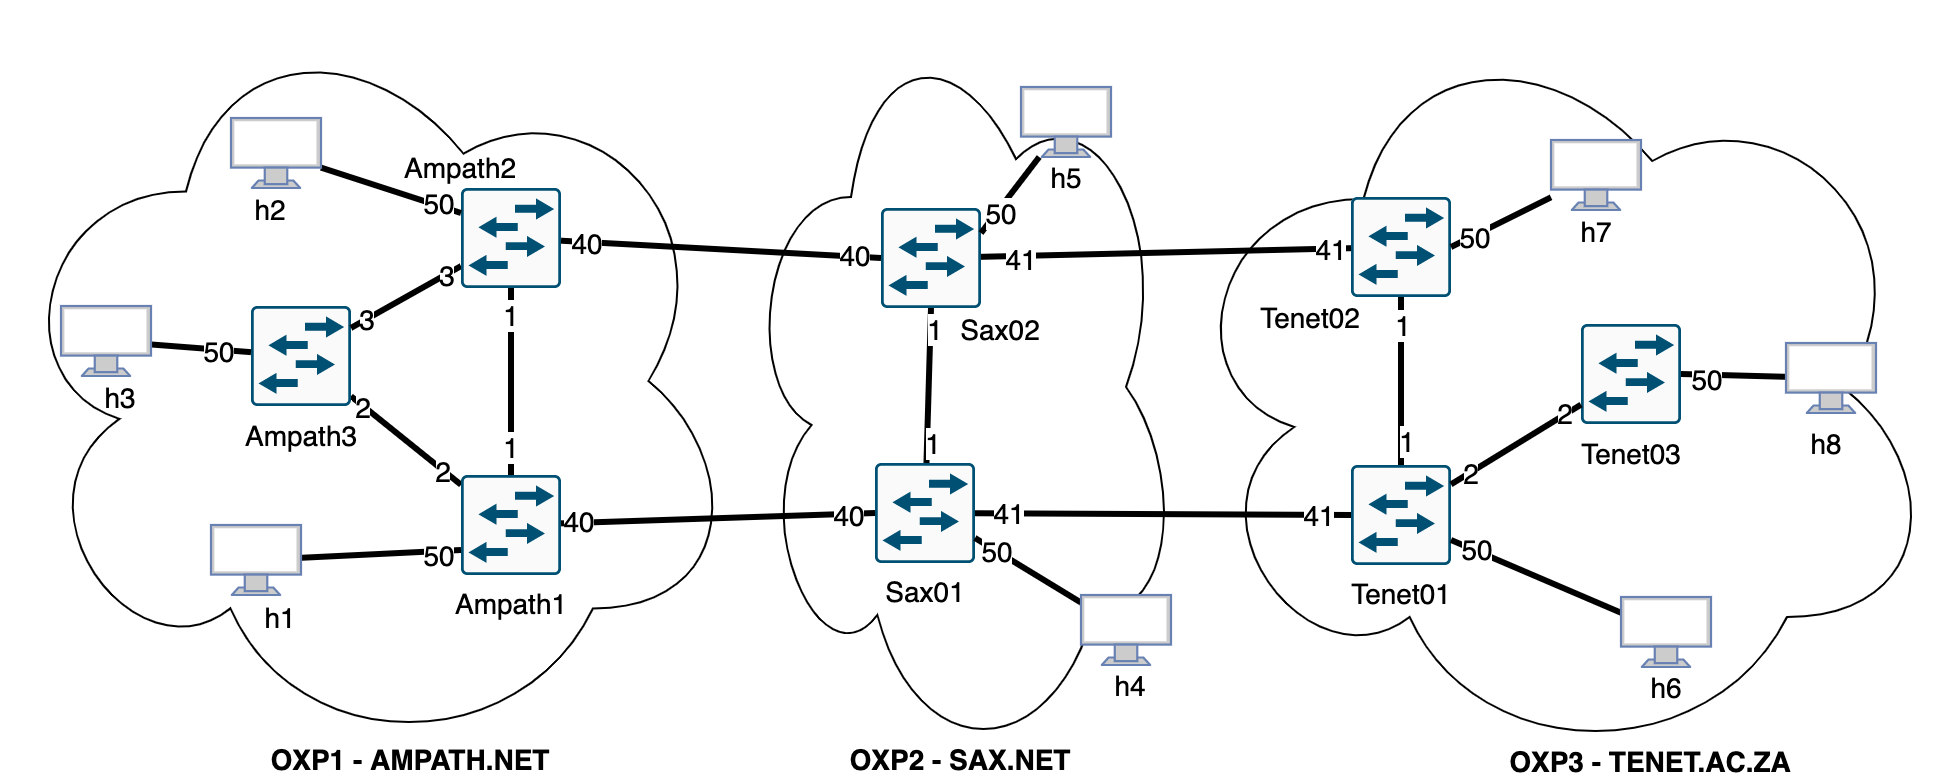 h2
Ampath2
50
40
3
3
h3
50
1
Ampath3
2
2
1
h1
50
40
Ampath1
h5
50
40
41
Sax02
1
1
40
41
50
Sax01
h4
h7
41
50
Tenet02
1
1
Tenet03
50
2
2
h8
41
50
Tenet01
h6
OXP1 - AMPATH.NET
OXP2 - SAX.NET
OXP3 - TENET.AC.ZA